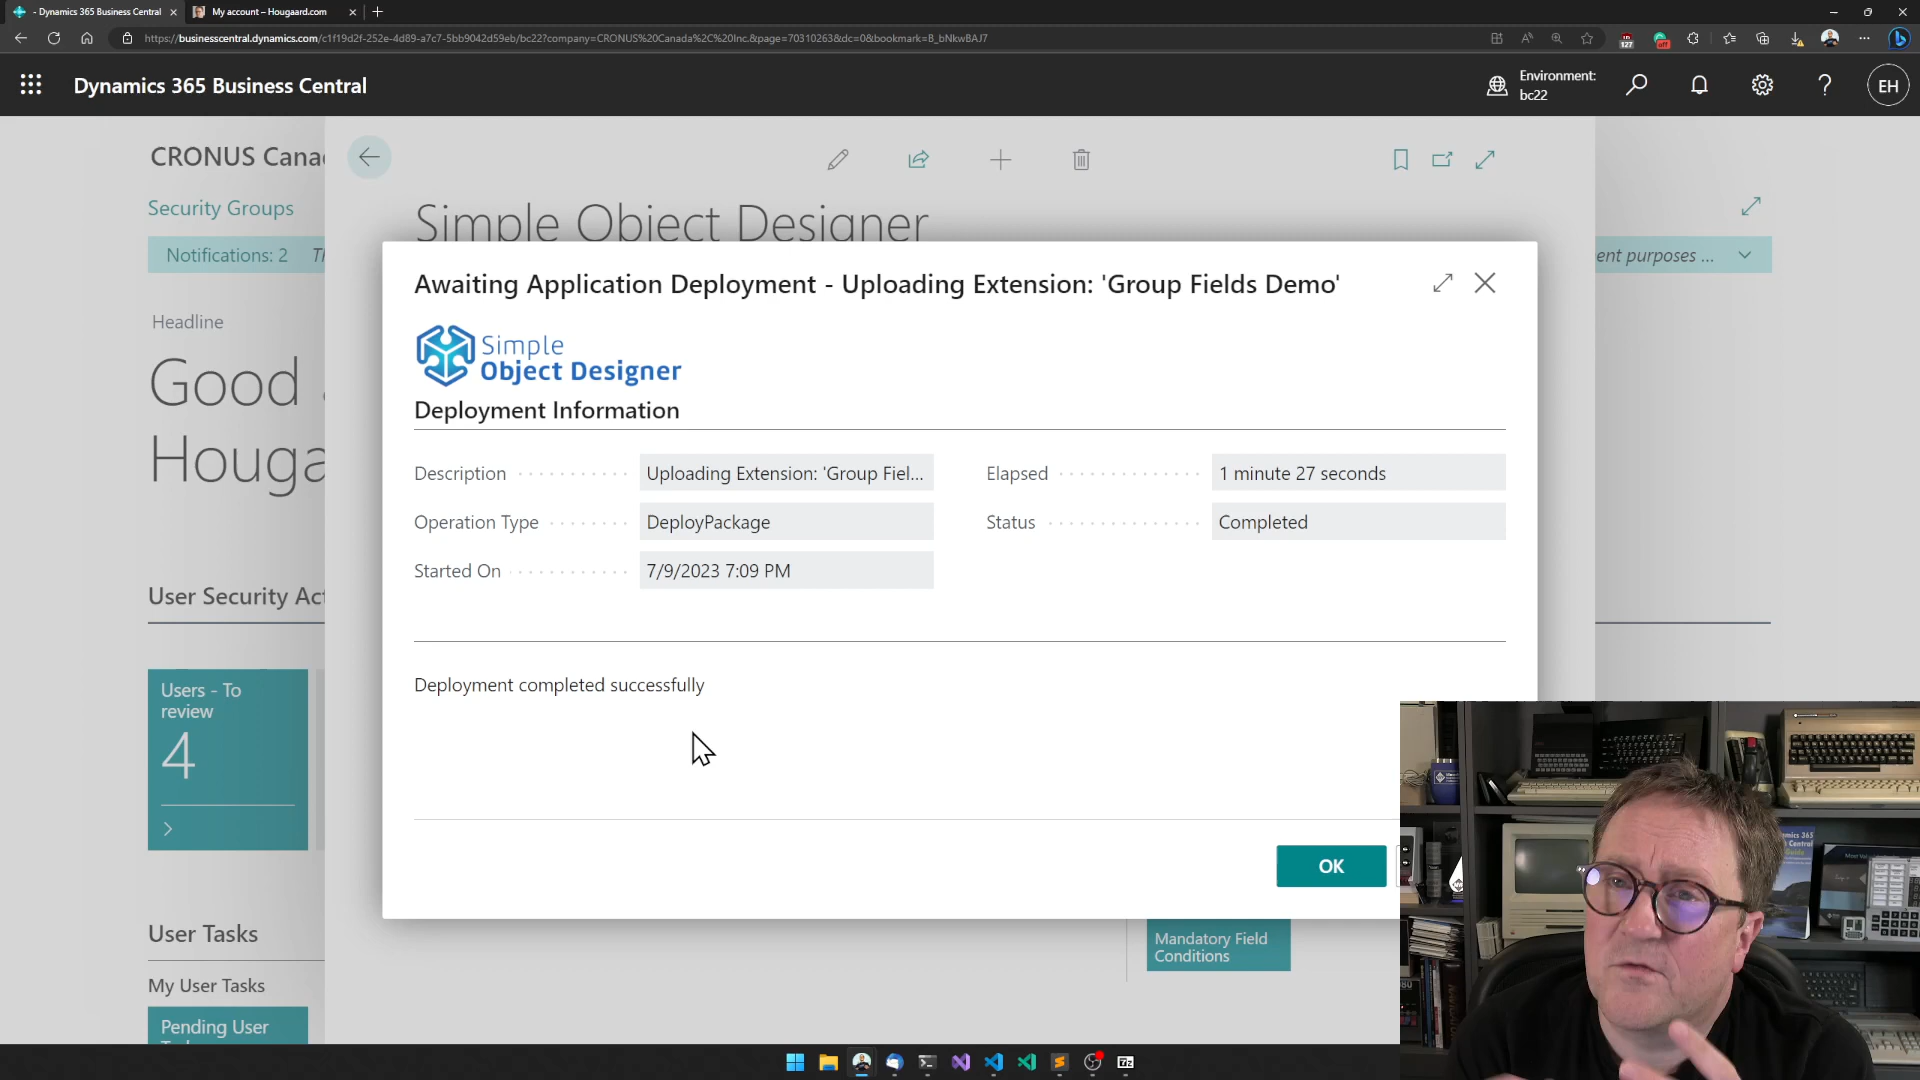 - Dynamics 365 Business Central
My account – Hougaard.com
https://businesscentral.dynamics.com/c1f19d2f-252e-4d89-a7c7-5bb9042d59eb/bc22?company=CRONUS%20Canada%2C%20Inc.&page=70310263&dc=0&bookmark=B_bNkwBAJ7
127
off
Dynamics 365 Business Central
Environment:
bc22
EH
CRONUS Cana
Security Groups
Notifications: 2
ent purposes ...
Headline
Good
Houga
User Security Act
Users - To
review
4
User Tasks
My User Tasks
Pending User
Simple Object Designer
Awaiting Application Deployment - Uploading Extension: 'Group Fields Demo'
Simple
Object Designer
Deployment Information
Description
Uploading Extension: 'Group Fiel...
Elapsed
1 minute 27 seconds
Operation Type
DeployPackage
Status
Completed
Started On
7/9/2023 7:09 PM
Deployment completed successfully
OK
Mandatory Field
Conditions